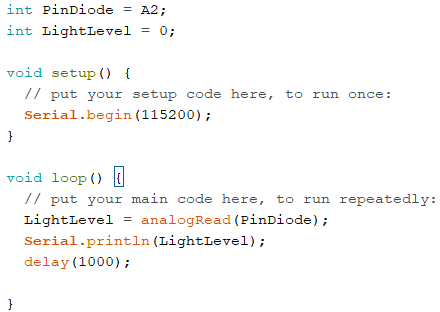 int PinDiode = A2;
int LightLevel = 0;

void setup() {
  // put your setup code here, to run once:
  Serial.begin(115200);
}

void loop() {
  // put your main code here, to run repeatedly:
  LightLevel = analogRead(PinDiode);
  Serial.println(LightLevel);
  delay(1000);

}